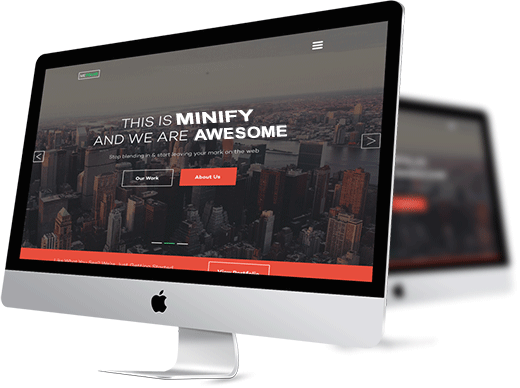 THIS IS MINIFY
AND WE ARE AWESOME
Stop blending in & start leaving your mark on the web
<
>
Our Work
About Us
View Portfolio